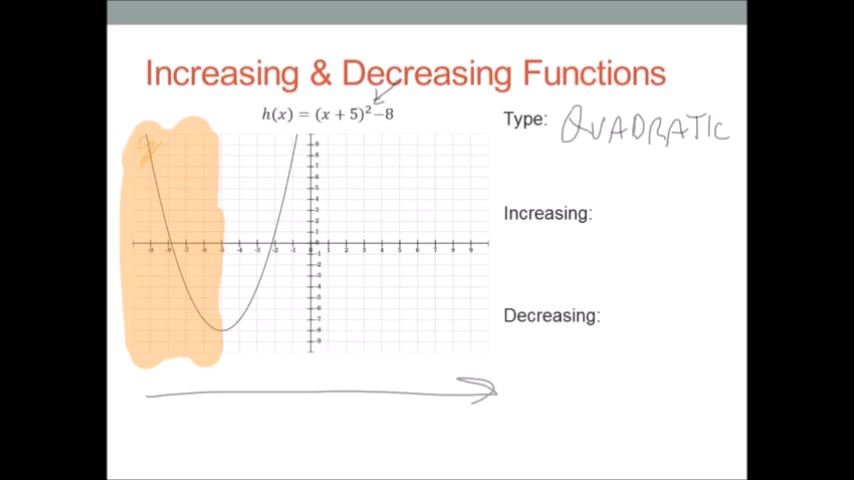 Increasing & Decreasing Functions
h(x) = (x + 5)²−8
Type: QUADRATIC
Increasing:
Decreasing: